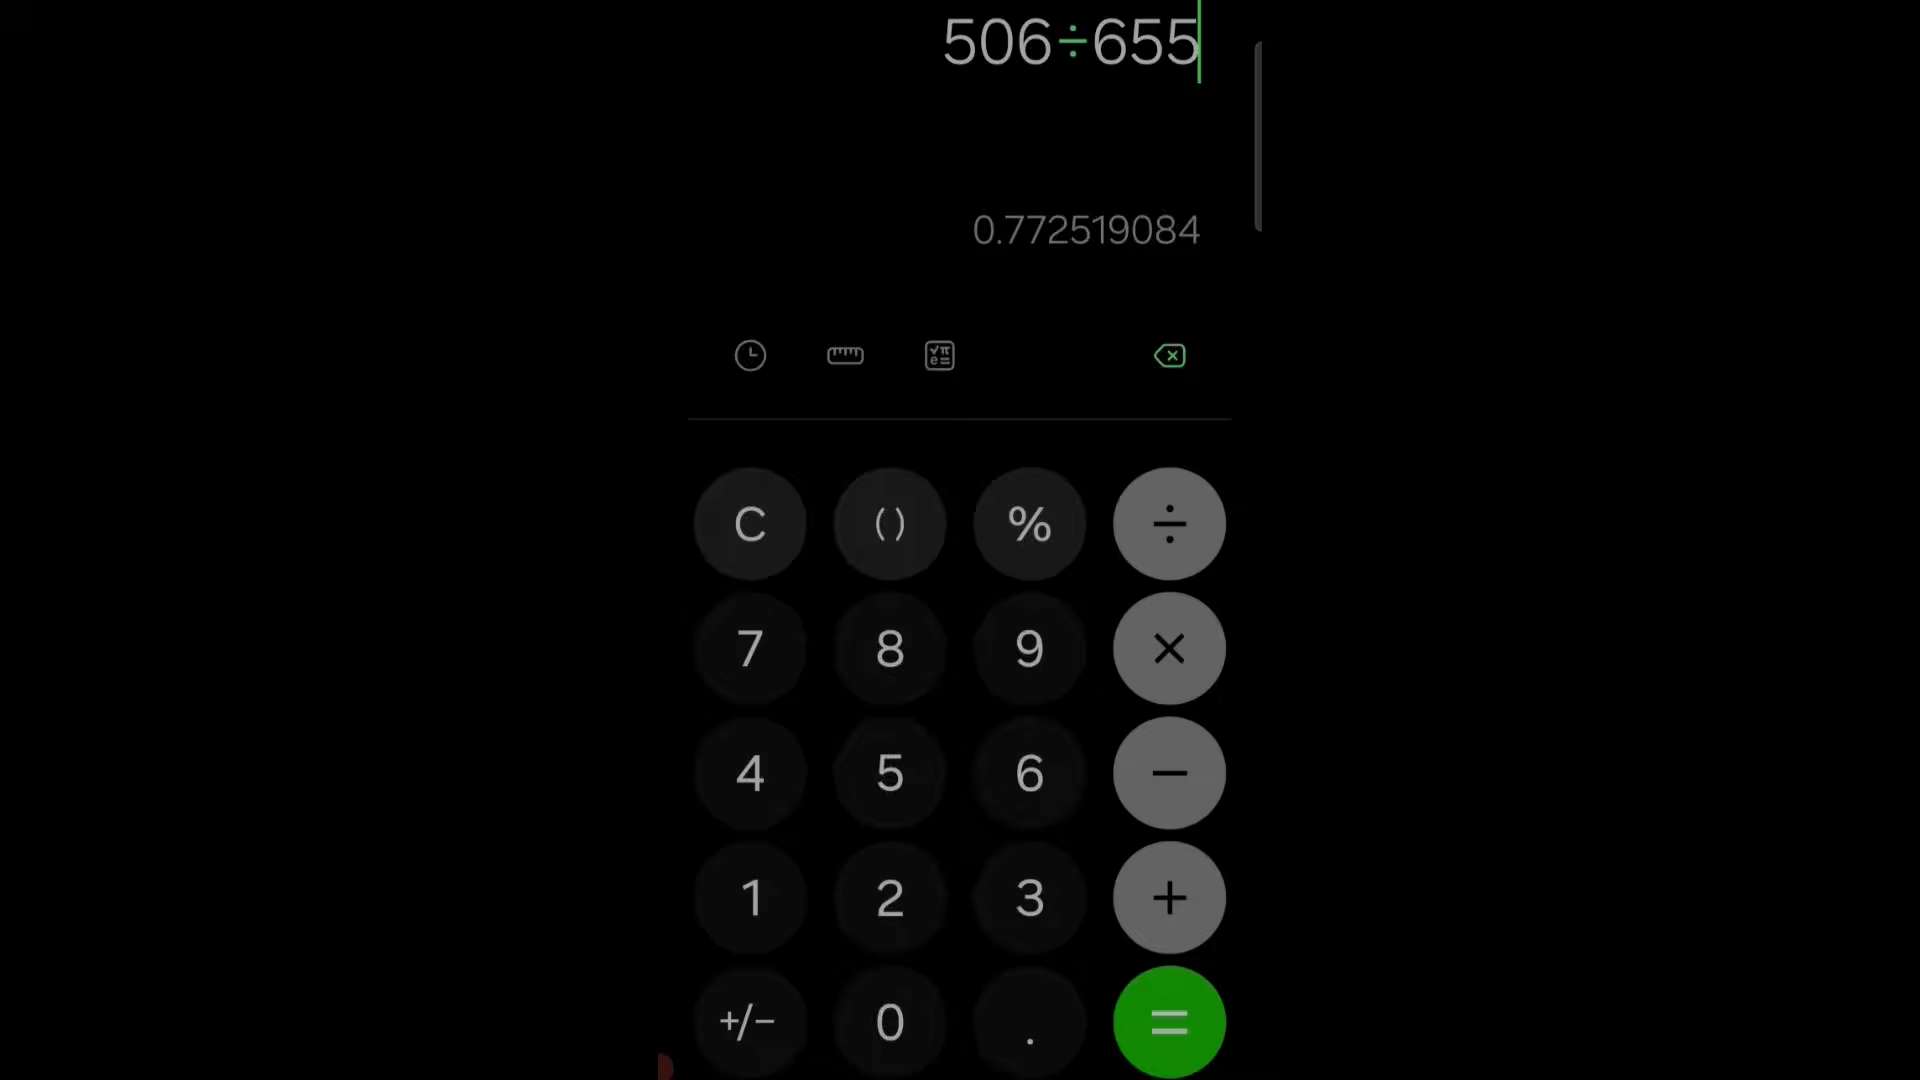 506÷655
0.772519084
C () % ÷
7 8 9 ×
4 5 6 −
1 2 3 +
+/− 0 . =